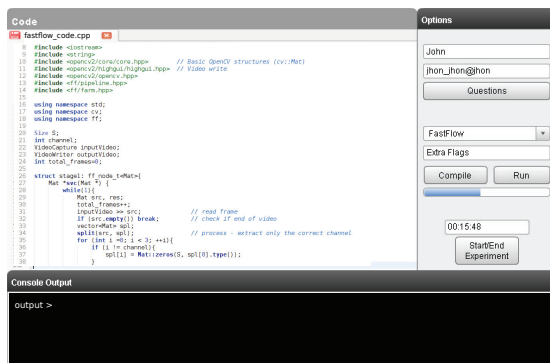 Code
fastflow_code.cpp
8 #include <iostream>
9 #include <string>
10 #include <opencv2/core/core.hpp> // Basic OpenCV structures (cv::Mat)
11 #include <opencv2/highgui/highgui.hpp> // Video write
12 #include <opencv2/opencv.hpp>
13 #include <ff/pipeline.hpp>
14 #include <ff/farm.hpp>
15
16 using namespace std;
17 using namespace cv;
18 using namespace ff;
19
20 Size S;
21 int channel;
22 VideoCapture inputVideo;
23 VideoWriter outputVideo;
24 int total_frames=0;
25
26 struct stage1: ff_node_t<Mat>{
27 Mat *svc(Mat *) {
28 while(1){
29 Mat src, res;
30 total_frames++;
31 inputVideo >> src; // read frame
32 if (src.empty()) break; // check if end of video
33 vector<Mat> spl;
34 split(src, spl); // process - extract only the correct channel
35 for (int i =0; i < 3; ++i){
36 if (i != channel){
37 spl[i] = Mat::zeros(S, spl[0].type());
38 }
Options
John
jhon_jhon@jhon
Questions
FastFlow
Extra Flags
Compile Run
00:15:48
Start/End
Experiment
Console Output
output >